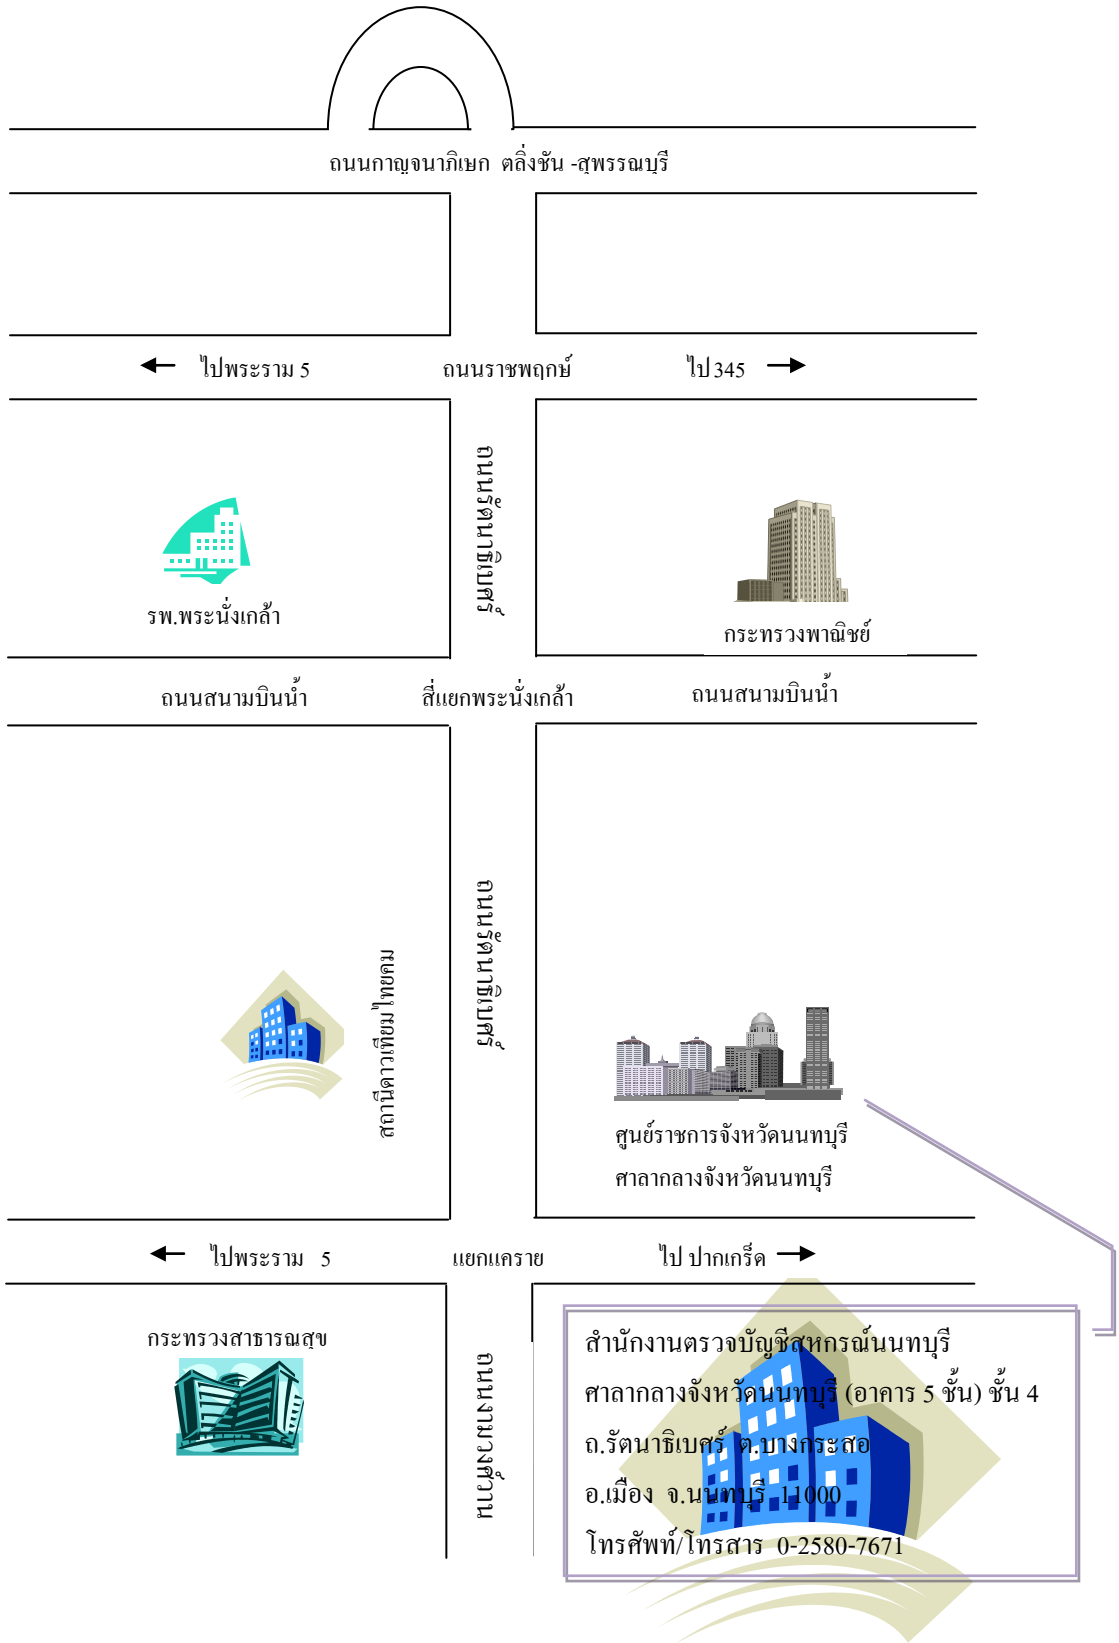 ถนนกาญจนาภิเษก ตลิ่งชัน -สุพรรณบุรี
ไปพระราม 5
ถนนราชพฤกษ์
ไป 345
ถนนรัตนาธิเบศร์
รพ.พระนั่งเกล้า
กระทรวงพาณิชย์
ถนนสนามบินน้ำ
สี่แยกพระนั่งเกล้า
ถนนสนามบินน้ำ
ถนนรัตนาธิเบศร์
สถานีดาวเทียมไทยคม
ศูนย์ราชการจังหวัดนนทบุรี
ศาลากลางจังหวัดนนทบุรี
ไปพระราม 5
แยกแคราย
ไป ปากเกร็ด
กระทรวงสาธารณสุข
ถนนงามวงศ์วาน
สำนักงานตรวจบัญชีสหกรณ์นนทบุรี
ศาลากลางจังหวัดนนทบุรี (อาคาร 5 ชั้น) ชั้น 4
ถ.รัตนาธิเบศร์ ต.บางกระสอ
อ.เมือง จ.นนทบุรี 11000
โทรศัพท์/โทรสาร 0-2580-7671